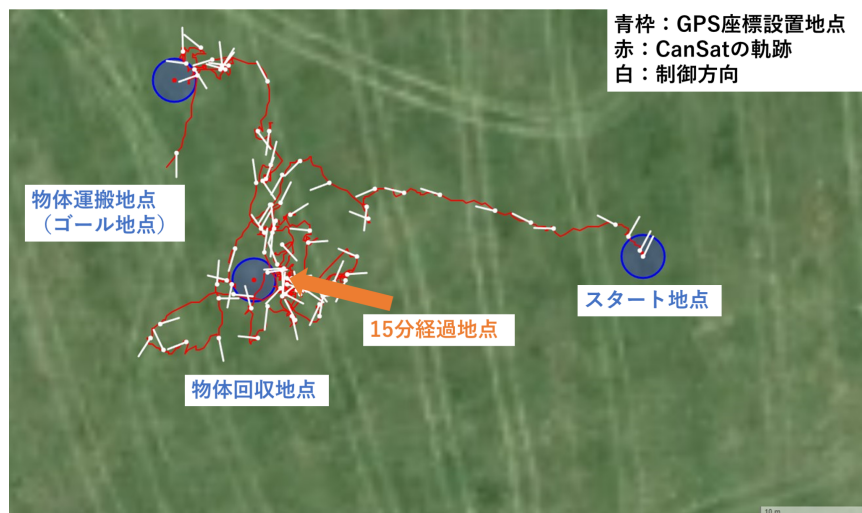 青枠：GPS座標設置地点
赤：CanSatの軌跡
白：制御方向
物体運搬地点
（ゴール地点）
スタート地点
15分経過地点
物体回収地点
10 m